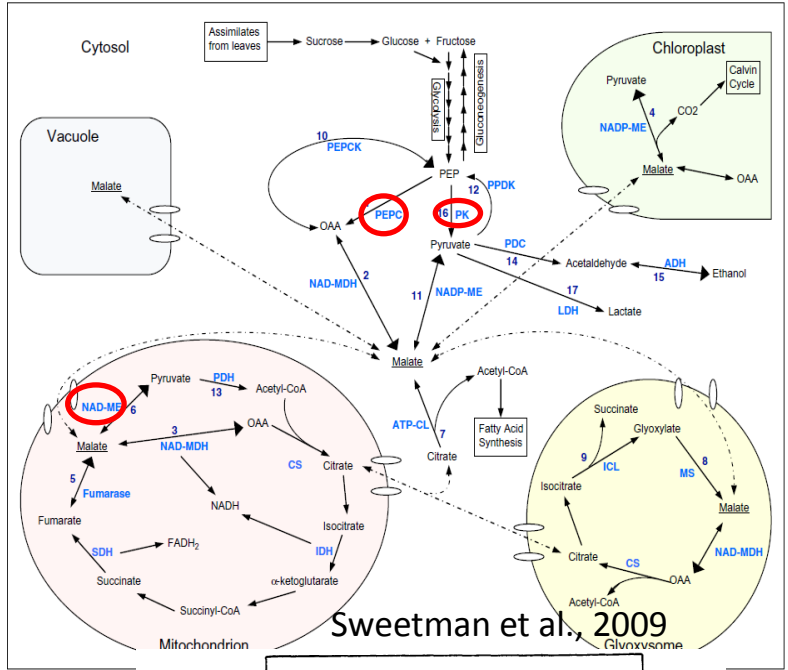 Cytosol
Assimilates
from leaves
Sucrose
Glucose + Fructose
Glycolysis
Gluconeogenesis
Chloroplast
Pyruvate
4
NADP-ME
CO2
Calvin
Cycle
Malate
OAA
Vacuole
Malate
10
PEPCK
PEP
12
PPDK
PEPC
16
PK
OAA
Pyruvate
PDC
14
Acetaldehyde
ADH
15
Ethanol
17
LDH
Lactate
NAD-MDH
2
11
NADP-ME
Malate
Acetyl-CoA
ATP-CL
7
Citrate
Fatty Acid
Synthesis
Pyruvate
PDH
13
Acetyl-CoA
NAD-ME
6
OAA
3
Malate
NAD-MDH
CS
Citrate
5
Fumarase
NADH
Isocitrate
Fumarate
SDH
FADH₂
IDH
Succinate
α-ketoglutarate
Succinyl-CoA
Mitochondrion
Succinate
Glyoxylate
9
ICL
8
MS
Isocitrate
Malate
NAD-MDH
Citrate
CS
OAA
Acetyl-CoA
Glyoxysome
Sweetman et al., 2009